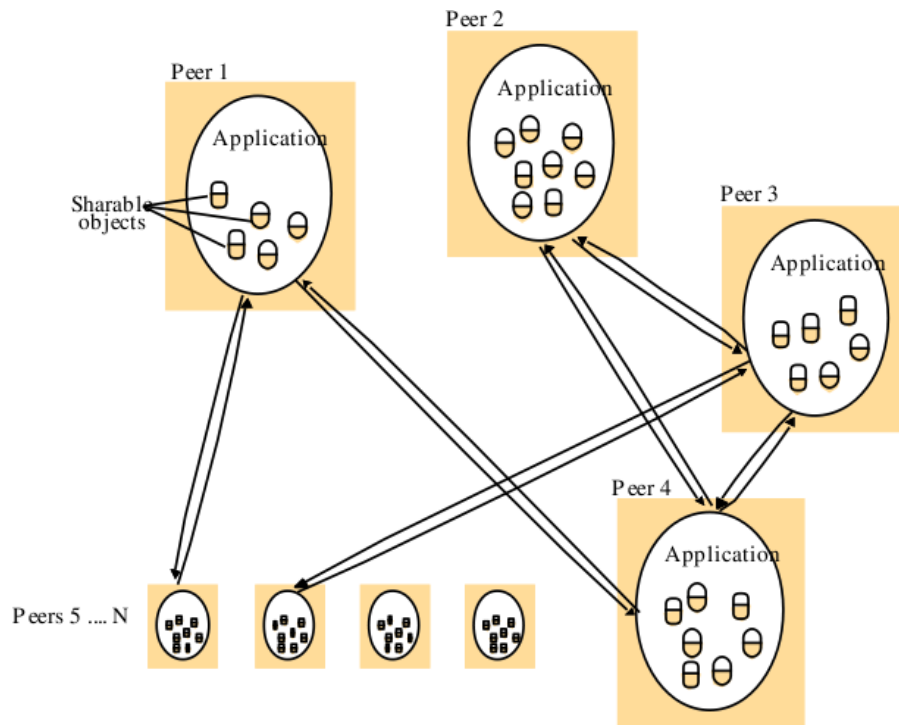 Peer 2
Application
Peer 1
Application
Sharable
objects
Peer 3
Application
Peer 4
Application
Peers 5 .... N